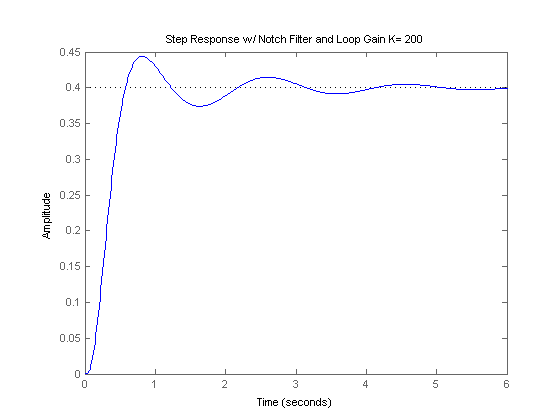 Step Response w/ Notch Filter and Loop Gain K= 200
0.45
0.4
0.35
0.3
0.25
0.2
0.15
0.1
0.05
0
Amplitude
0 1 2 3 4 5 6
Time (seconds)